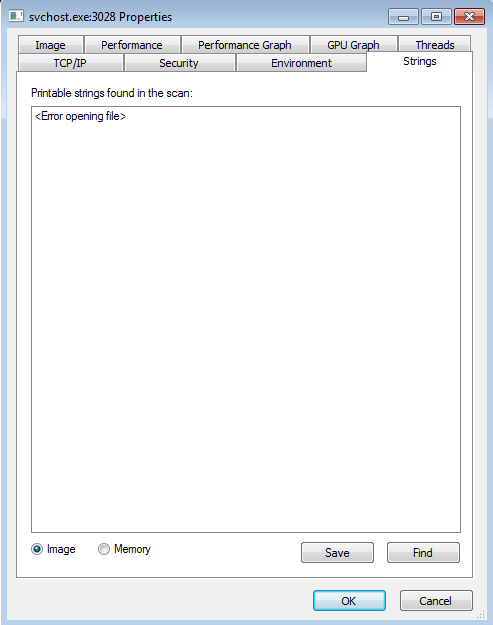 svchost.exe:3028 Properties
Image Performance Performance Graph GPU Graph Threads
TCP/IP Security Environment Strings
Printable strings found in the scan:
<Error opening file>
Image Memory Save Find
OK Cancel